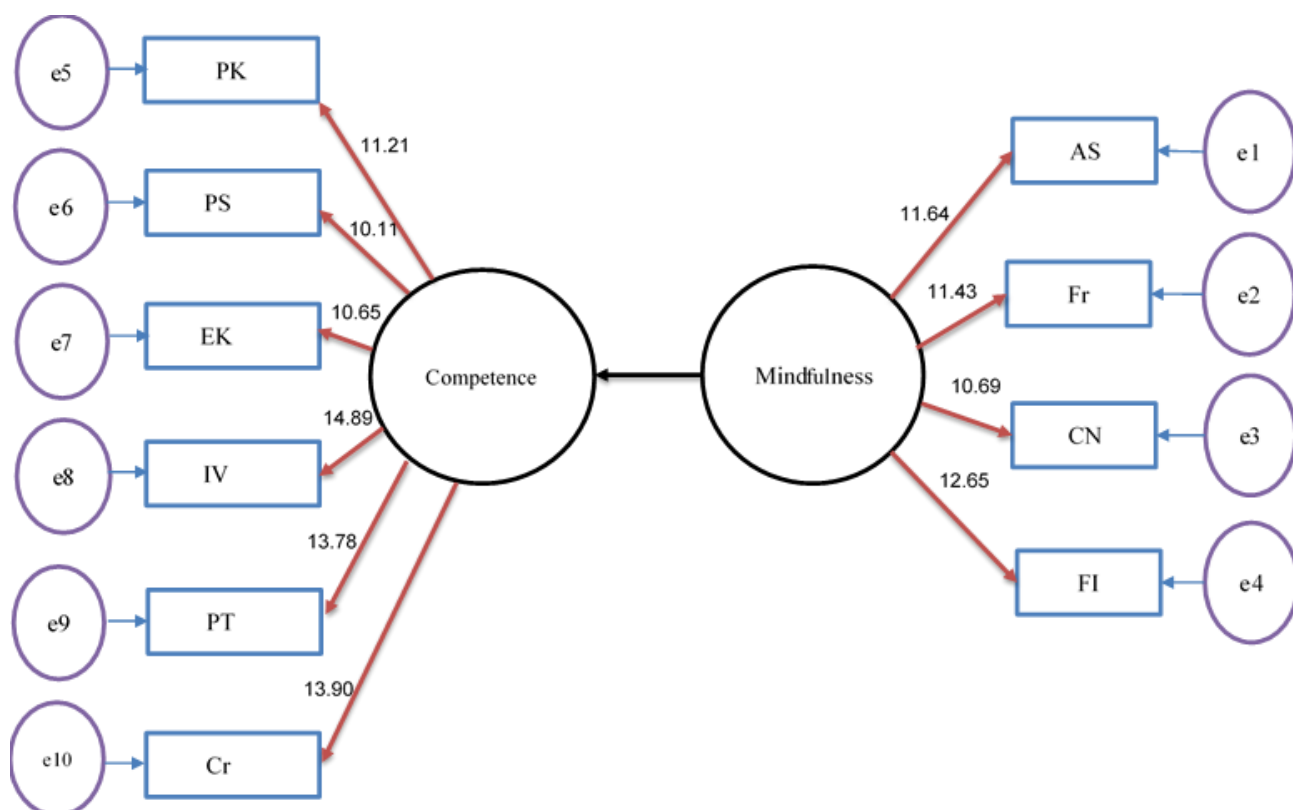 e5
PK
11.21
e6
PS
10.11
e7
EK
10.65
e8
IV
14.89
e9
PT
13.78
e10
Cr
13.90
Competence
Mindfulness
11.64
AS
e1
11.43
Fr
e2
10.69
CN
e3
12.65
FI
e4